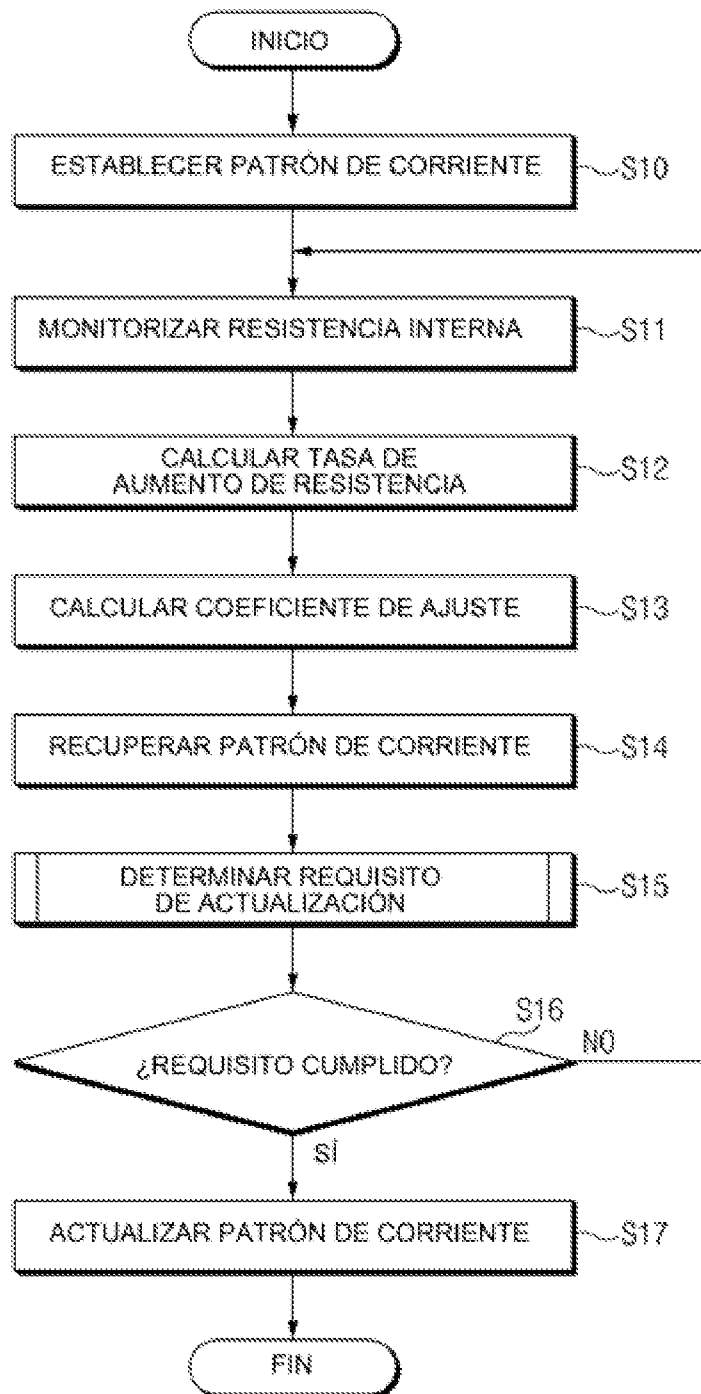 INICIO
ESTABLECER PATRÓN DE CORRIENTE
S10
MONITORIZAR RESISTENCIA INTERNA
S11
CALCULAR TASA DE
AUMENTO DE RESISTENCIA
S12
CALCULAR COEFICIENTE DE AJUSTE
S13
RECUPERAR PATRÓN DE CORRIENTE
S14
DETERMINAR REQUISITO
DE ACTUALIZACIÓN
S15
S16
¿REQUISITO CUMPLIDO?
NO
SÍ
ACTUALIZAR PATRÓN DE CORRIENTE
S17
FIN